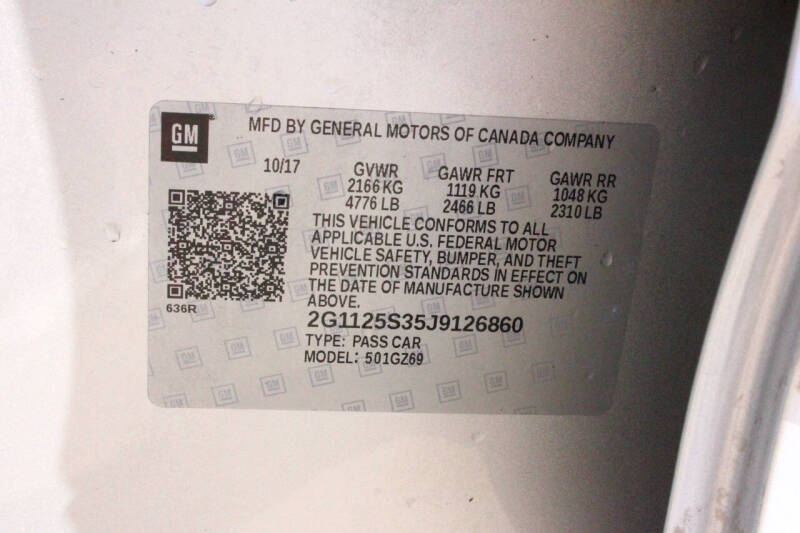 GM
MFD BY GENERAL MOTORS OF CANADA COMPANY
10/17 GVWR GAWR FRT GAWR RR
2166 KG 1119 KG 1048 KG
4776 LB 2466 LB 2310 LB
THIS VEHICLE CONFORMS TO ALL
APPLICABLE U.S. FEDERAL MOTOR
VEHICLE SAFETY, BUMPER, AND THEFT
PREVENTION STANDARDS IN EFFECT ON
THE DATE OF MANUFACTURE SHOWN
ABOVE.
636R
2G1125S35J9126860
TYPE: PASS CAR
MODEL: 501GZ69